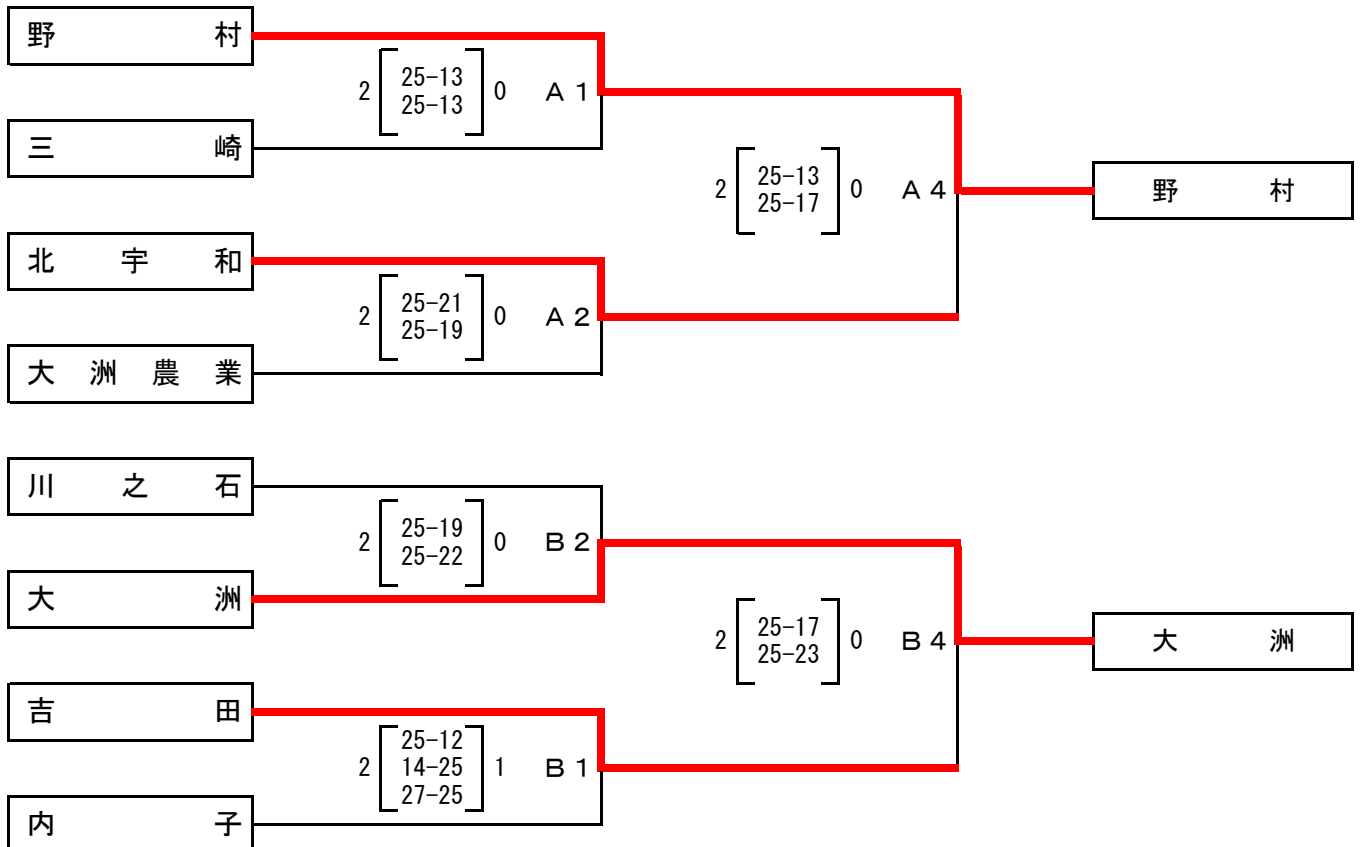 野村
2 [25-13 25-13] 0 A1
三崎
2 [25-13 25-17] 0 A4
野村
北宇和
2 [25-21 25-19] 0 A2
大洲農業
川之石
2 [25-19 25-22] 0 B2
大洲
2 [25-17 25-23] 0 B4
大洲
吉田
2 [25-12 14-25 27-25] 1 B1
内子